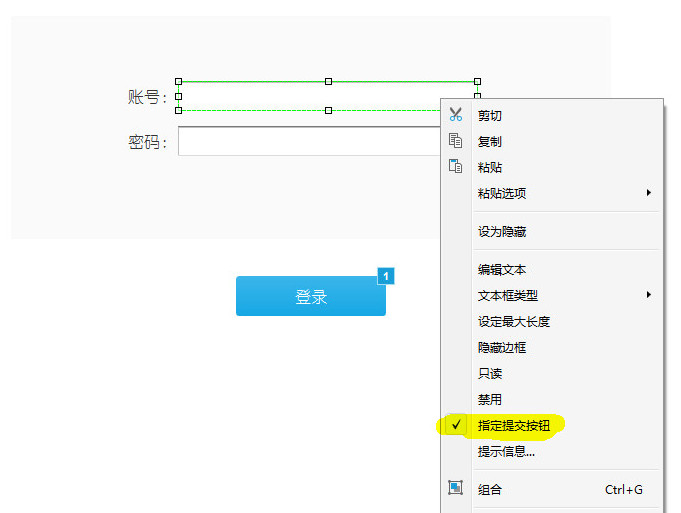 账号：
密码：
登录
1
剪切
复制
粘贴
粘贴选项
设为隐藏
编辑文本
文本框类型
设定最大长度
隐藏边框
只读
禁用
指定提交按钮
提示信息...
组合 Ctrl+G